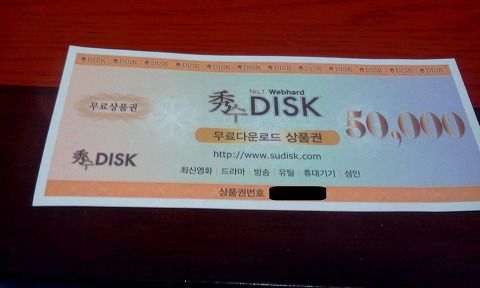 秀DISK 秀DISK 秀DISK 秀DISK 秀DISK 秀DISK 秀DISK 秀DISK 秀DISK 秀DISK 秀DISK
No.1 Webhard
무료상품권
秀수DISK
50,000
무료다운로드 상품권
http://www.sudisk.com
秀수DISK
최신영화 드라마 방송 유틸 휴대기기 성인
상품권번호